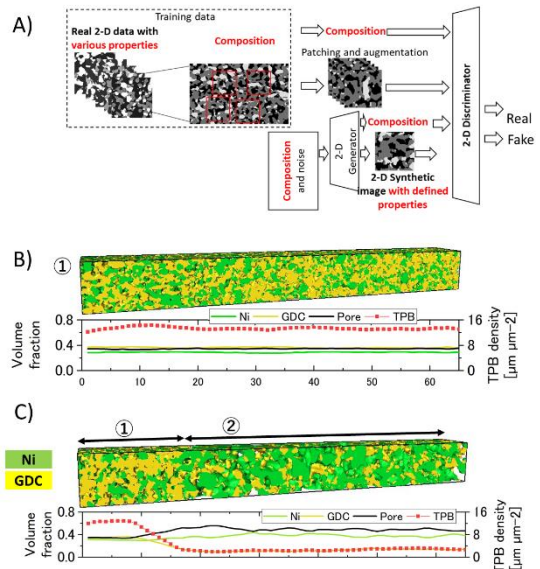 A)
Training data
Real 2-D data with
various properties
Composition
Composition
Patching and augmentation
Composition
and noise
2-D
Generator
Composition
2-D Synthetic
image with defined
properties
2-D Discriminator
Real
Fake
B)
①
Ni GDC Pore TPB
Volume
fraction
0.8
0.4
0.0
16
12
8
4
0
TPB density
[µm µm−2]
0 10 20 30 40 50 60
C)
① ②
Ni
GDC
Ni GDC Pore TPB
Volume
fraction
0.8
0.4
0.0
16
12
8
4
0
TPB density
[µm µm−2]